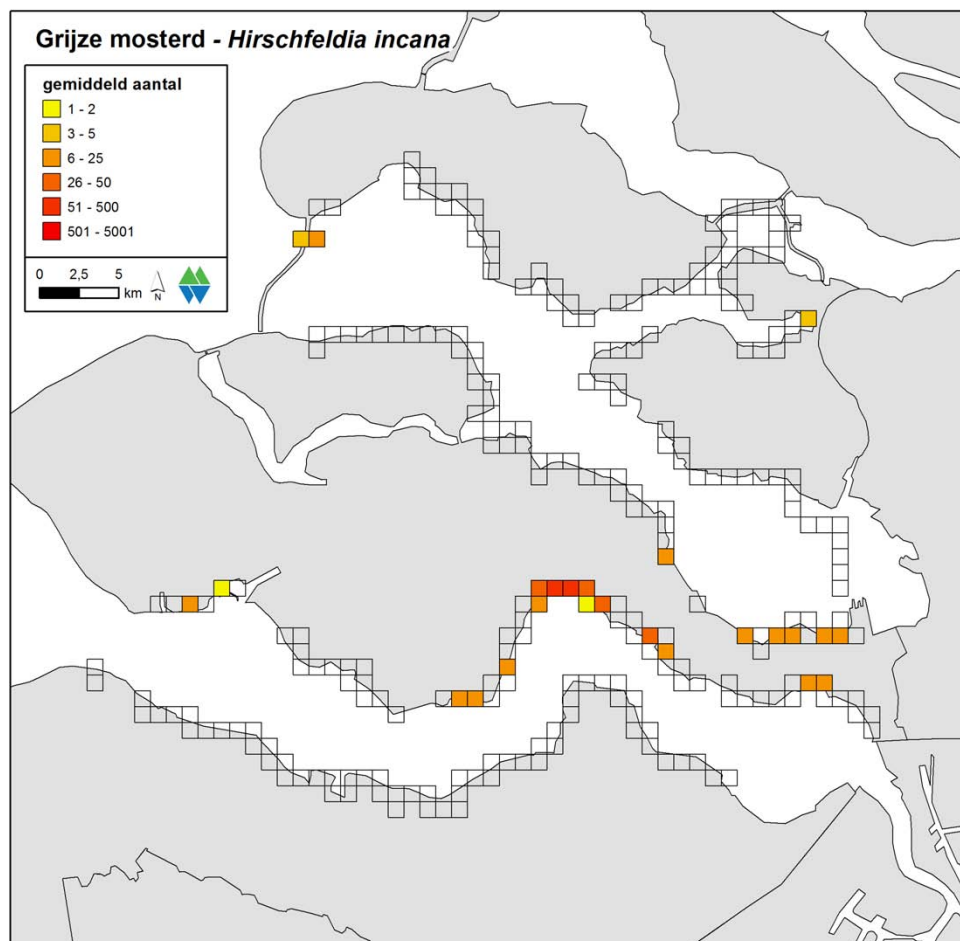 Grijze mosterd - Hirschfeldia incana
gemiddeld aantal
1 - 2
3 - 5
6 - 25
26 - 50
51 - 500
501 - 5001
0 2,5 5
km
N